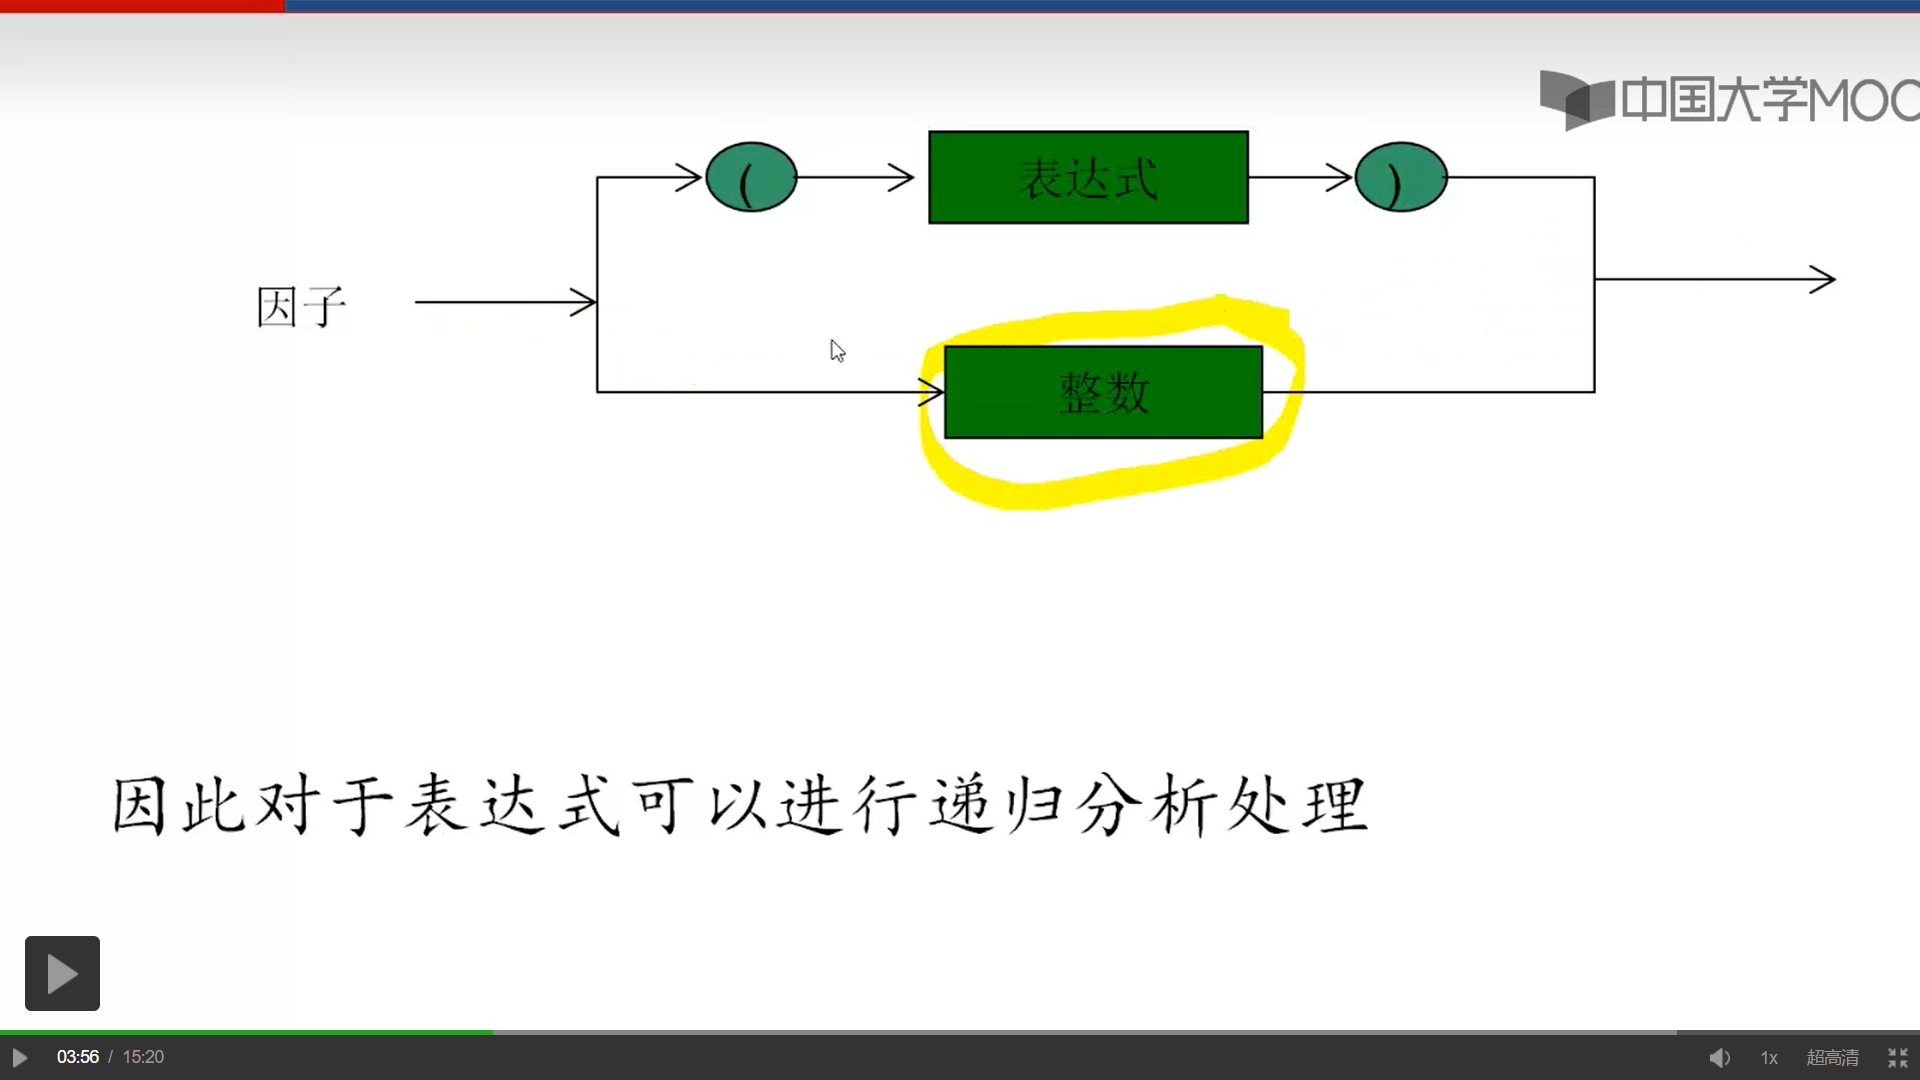 中国大学MOO
( 表达式 )
因子
整数
因此对于表达式可以进行递归分析处理
03:56 / 15:20 1x 超高清